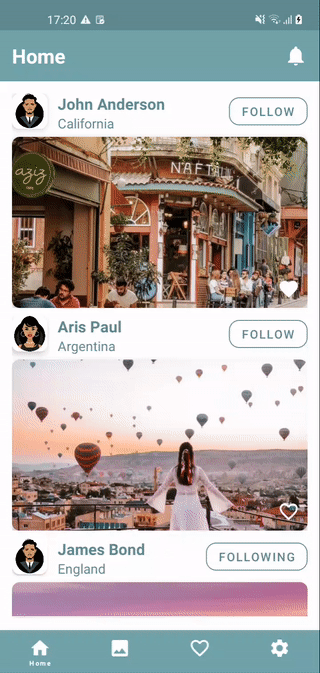 17:20
Home
John Anderson
California
FOLLOW
aziz
NAFTA
Aris Paul
Argentina
FOLLOW
James Bond
England
FOLLOWING
Home